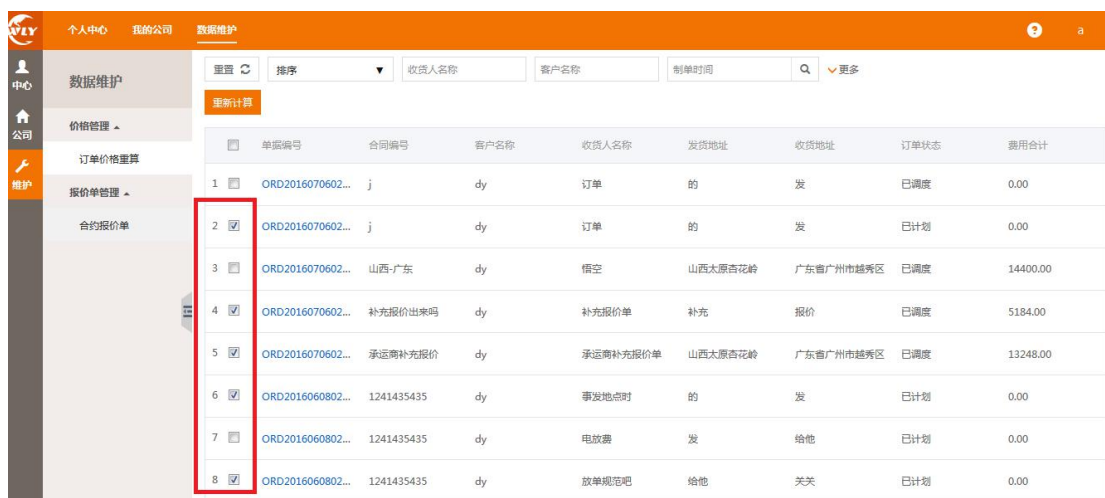 WLY 个人中心 我的公司 数据维护 ? a
中心
公司
维护
数据维护
价格管理
订单价格重算
报价单管理
合约报价单
重置 排序 收货人名称 客户名称 制单时间 更多
重新计算
单据编号 合同编号 客户名称 收货人名称 发货地址 收货地址 订单状态 费用合计
1 ORD2016070602... j dy 订单 的 发 已调度 0.00
2 ORD2016070602... j dy 订单 的 发 已计划 0.00
3 ORD2016070602... 山西-广东 dy 悟空 山西太原杏花岭 广东省广州市越秀区 已调度 14400.00
4 ORD2016070602... 补充报价出来吗 dy 补充报价单 补充 报价 已调度 5184.00
5 ORD2016070602... 承运商补充报价 dy 承运商补充报价单 山西太原杏花岭 广东省广州市越秀区 已调度 13248.00
6 ORD2016060802... 1241435435 dy 事发地点时 的 发 已计划 0.00
7 ORD2016060802... 1241435435 dy 电放费 发 给他 已计划 0.00
8 ORD2016060802... 1241435435 dy 放单规范吧 给他 关关 已计划 0.00